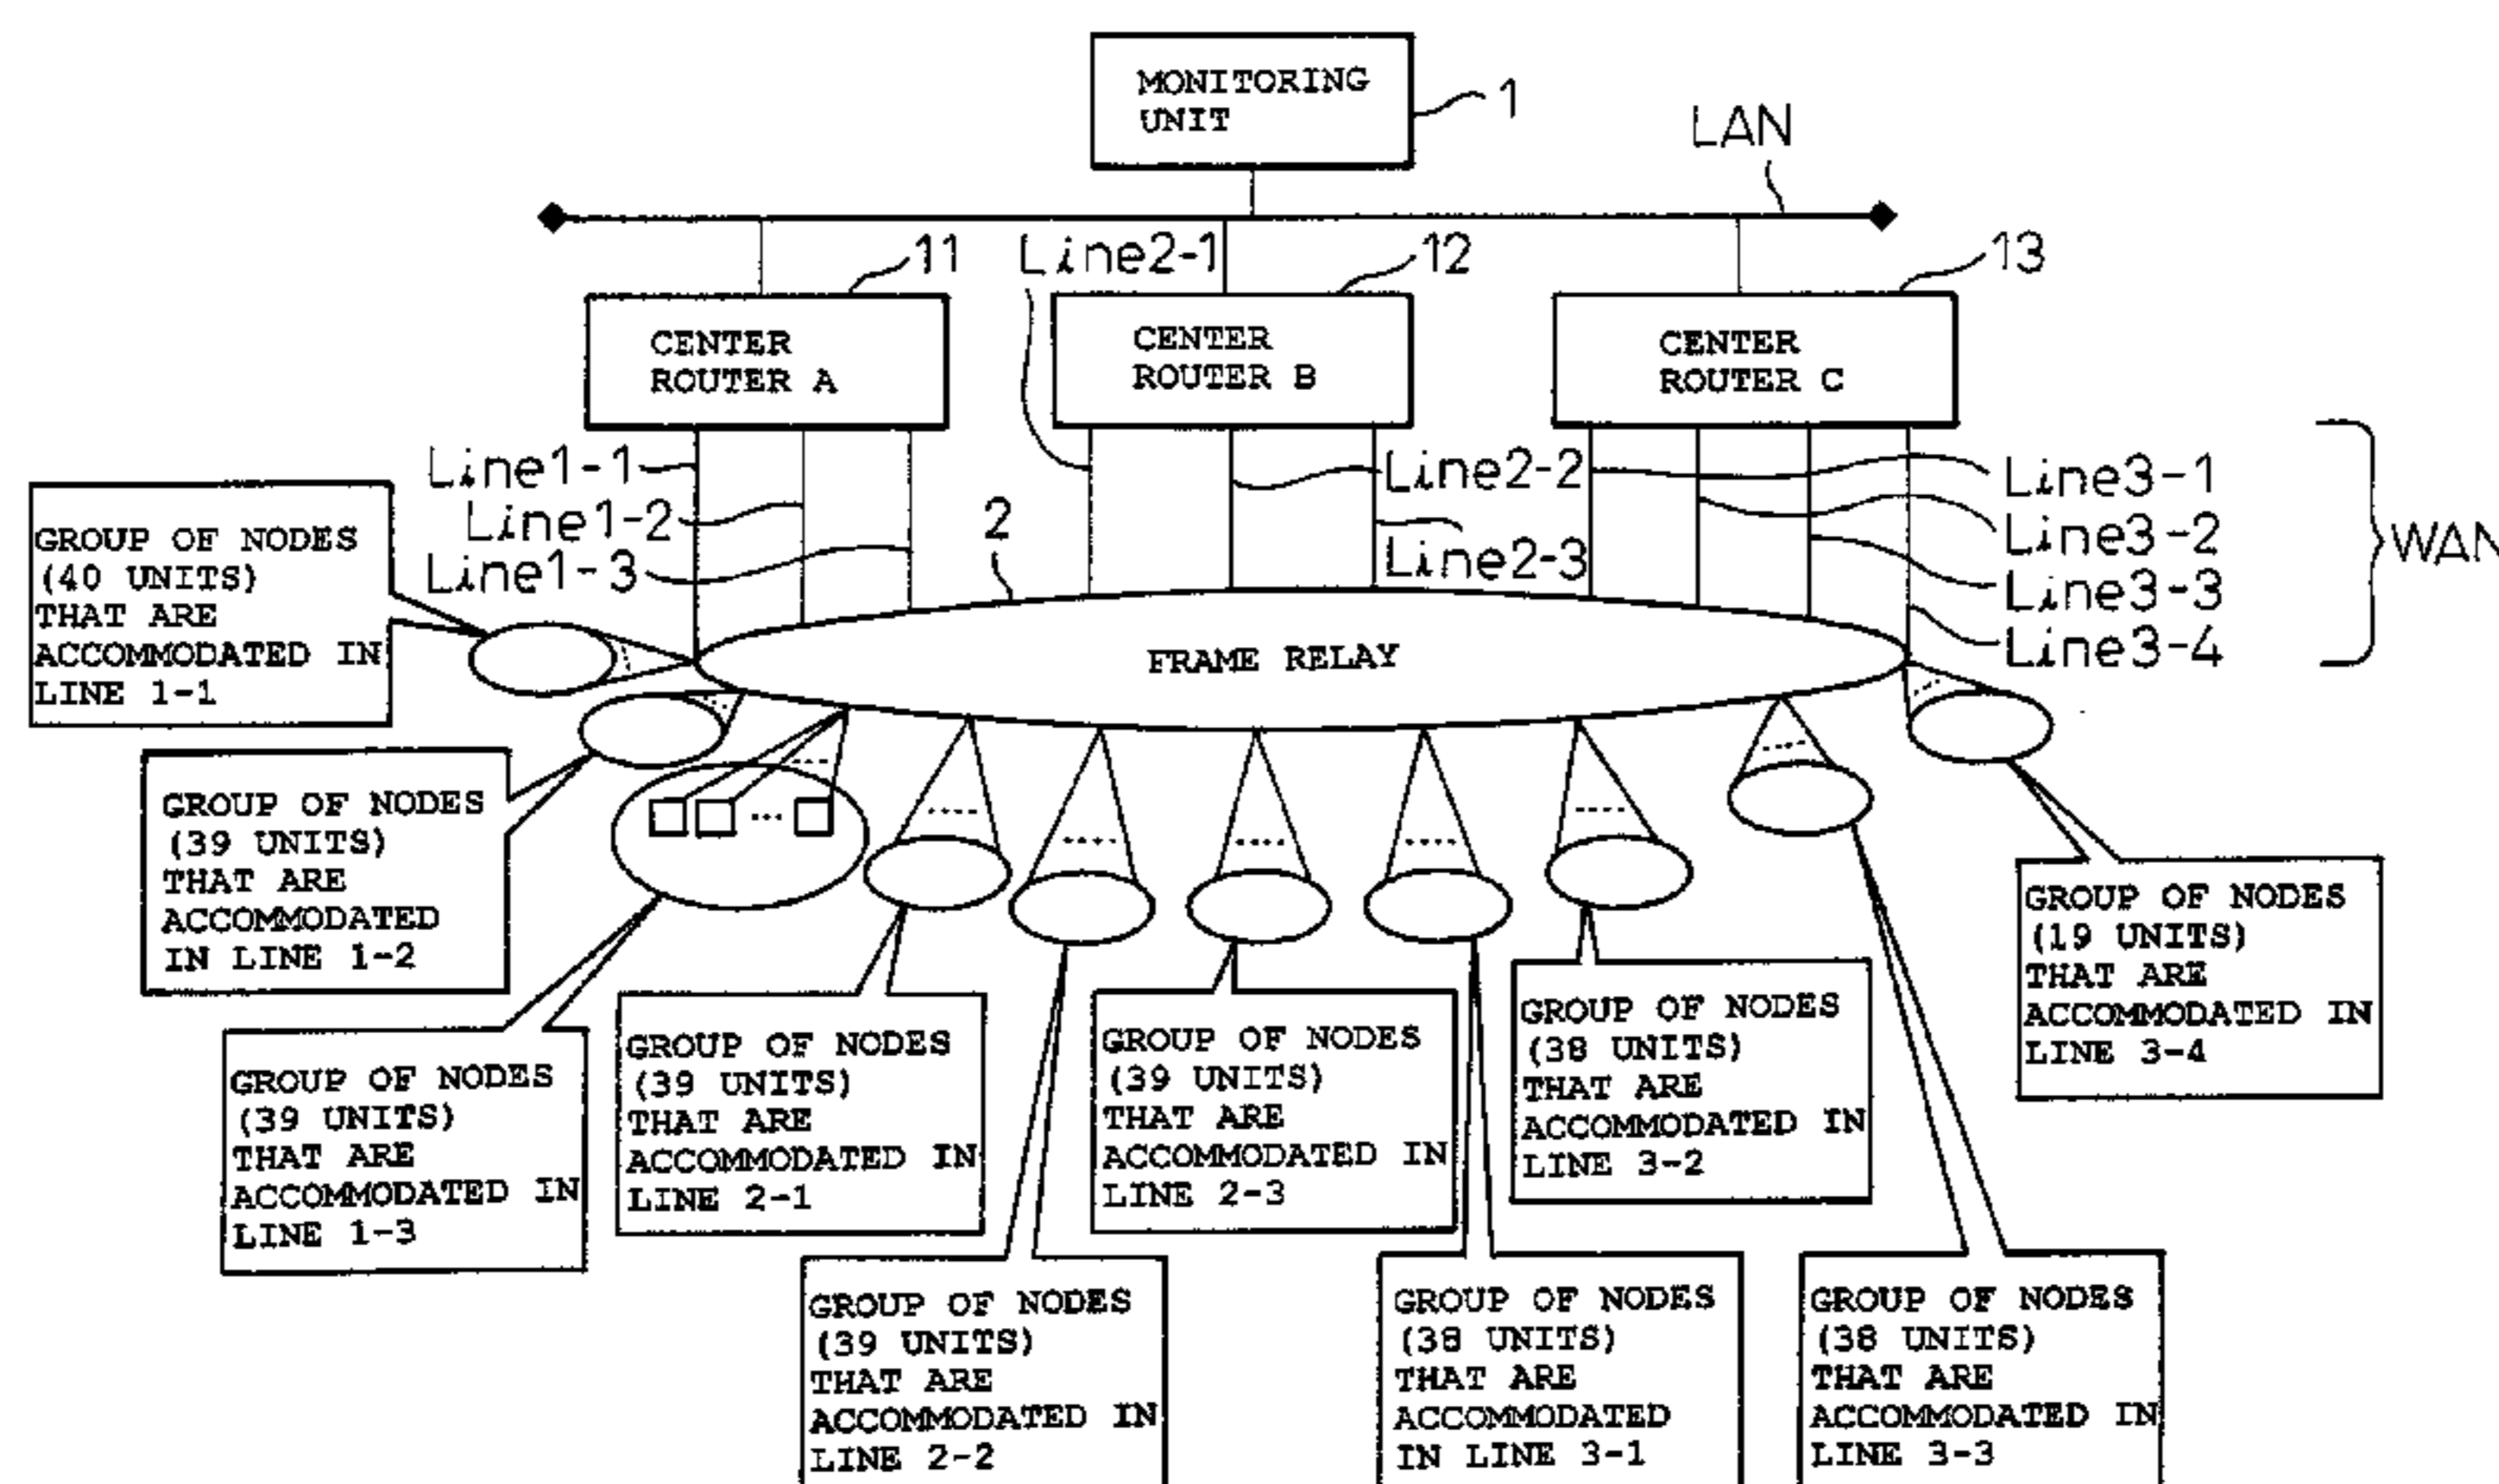 MONITORING
UNIT
1
LAN
11
Line2-1
12
13
CENTER
ROUTER A
CENTER
ROUTER B
CENTER
ROUTER C
Line1-1
Line1-2
Line1-3
2
Line2-2
Line2-3
Line3-1
Line3-2
Line3-3
Line3-4
WAN
FRAME RELAY
GROUP OF NODES
(40 UNITS)
THAT ARE
ACCOMMODATED IN
LINE 1-1
GROUP OF NODES
(39 UNITS)
THAT ARE
ACCOMMODATED
IN LINE 1-2
GROUP OF NODES
(39 UNITS)
THAT ARE
ACCOMMODATED IN
LINE 1-3
GROUP OF NODES
(39 UNITS)
THAT ARE
ACCOMMODATED IN
LINE 2-1
GROUP OF NODES
(39 UNITS)
THAT ARE
ACCOMMODATED IN
LINE 2-2
GROUP OF NODES
(39 UNITS)
THAT ARE
ACCOMMODATED IN
LINE 2-3
GROUP OF NODES
(38 UNITS)
THAT ARE
ACCOMMODATED
IN LINE 3-1
GROUP OF NODES
(38 UNITS)
THAT ARE
ACCOMMODATED IN
LINE 3-2
GROUP OF NODES
(38 UNITS)
THAT ARE
ACCOMMODATED IN
LINE 3-3
GROUP OF NODES
(19 UNITS)
THAT ARE
ACCOMMODATED IN
LINE 3-4